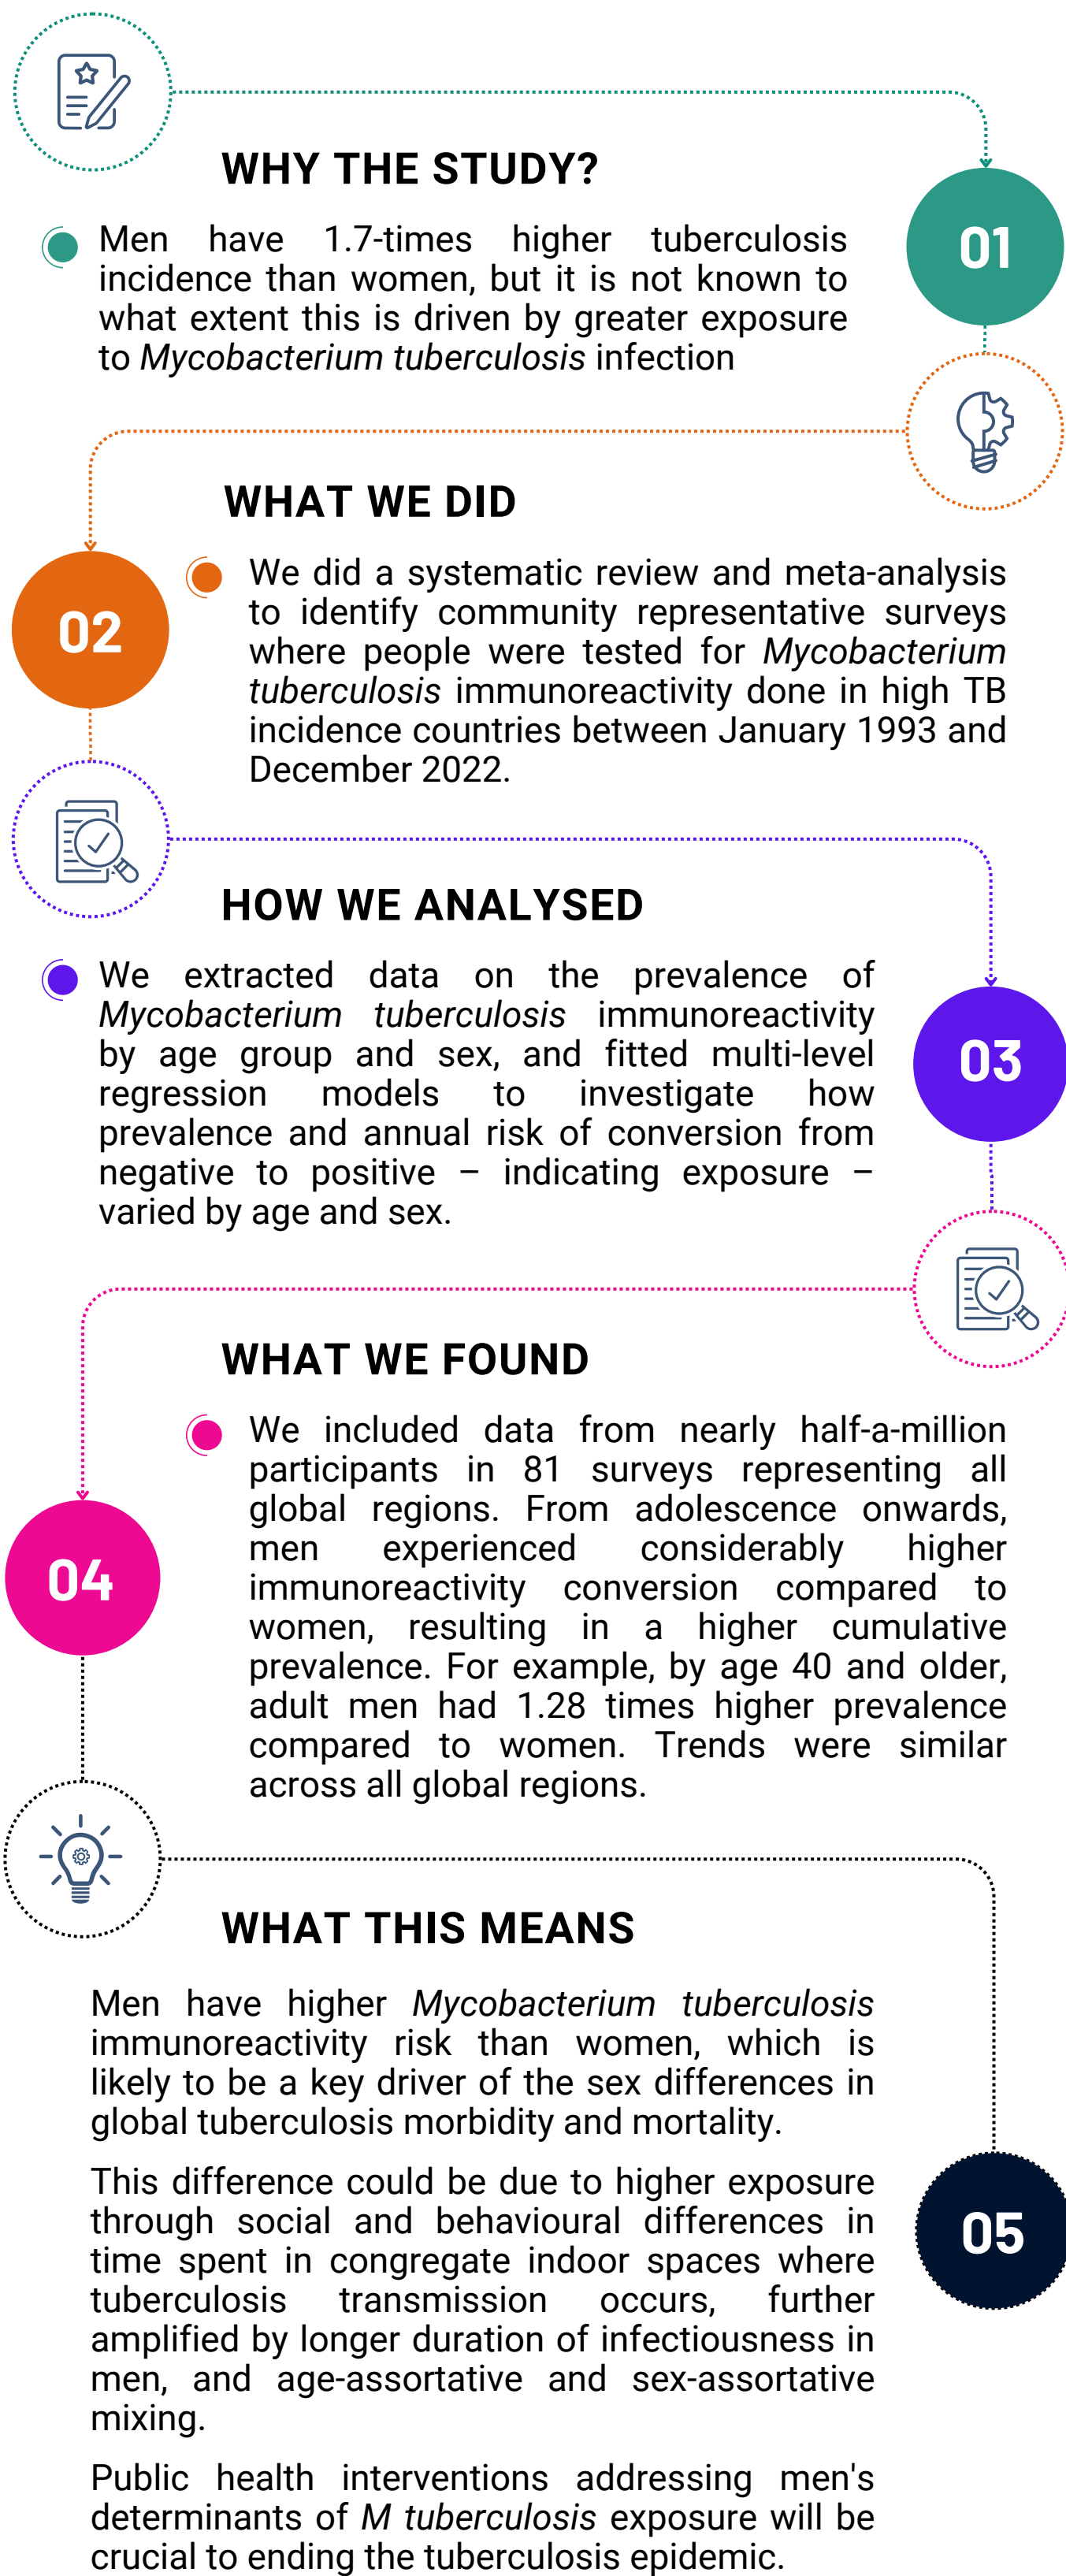 WHY THE STUDY?
01
Men have 1.7-times higher tuberculosis
incidence than women, but it is not known to
what extent this is driven by greater exposure
to Mycobacterium tuberculosis infection
WHAT WE DID
02
We did a systematic review and meta-analysis
to identify community representative surveys
where people were tested for Mycobacterium
tuberculosis immunoreactivity done in high TB
incidence countries between January 1993 and
December 2022.
HOW WE ANALYSED
03
We extracted data on the prevalence of
Mycobacterium tuberculosis immunoreactivity
by age group and sex, and fitted multi-level
regression models to investigate how
prevalence and annual risk of conversion from
negative to positive – indicating exposure –
varied by age and sex.
WHAT WE FOUND
04
We included data from nearly half-a-million
participants in 81 surveys representing all
global regions. From adolescence onwards,
men experienced considerably higher
immunoreactivity conversion compared to
women, resulting in a higher cumulative
prevalence. For example, by age 40 and older,
adult men had 1.28 times higher prevalence
compared to women. Trends were similar
across all global regions.
WHAT THIS MEANS
05
Men have higher Mycobacterium tuberculosis
immunoreactivity risk than women, which is
likely to be a key driver of the sex differences in
global tuberculosis morbidity and mortality.
This difference could be due to higher exposure
through social and behavioural differences in
time spent in congregate indoor spaces where
tuberculosis transmission occurs, further
amplified by longer duration of infectiousness in
men, and age-assortative and sex-assortative
mixing.
Public health interventions addressing men's
determinants of M tuberculosis exposure will be
crucial to ending the tuberculosis epidemic.